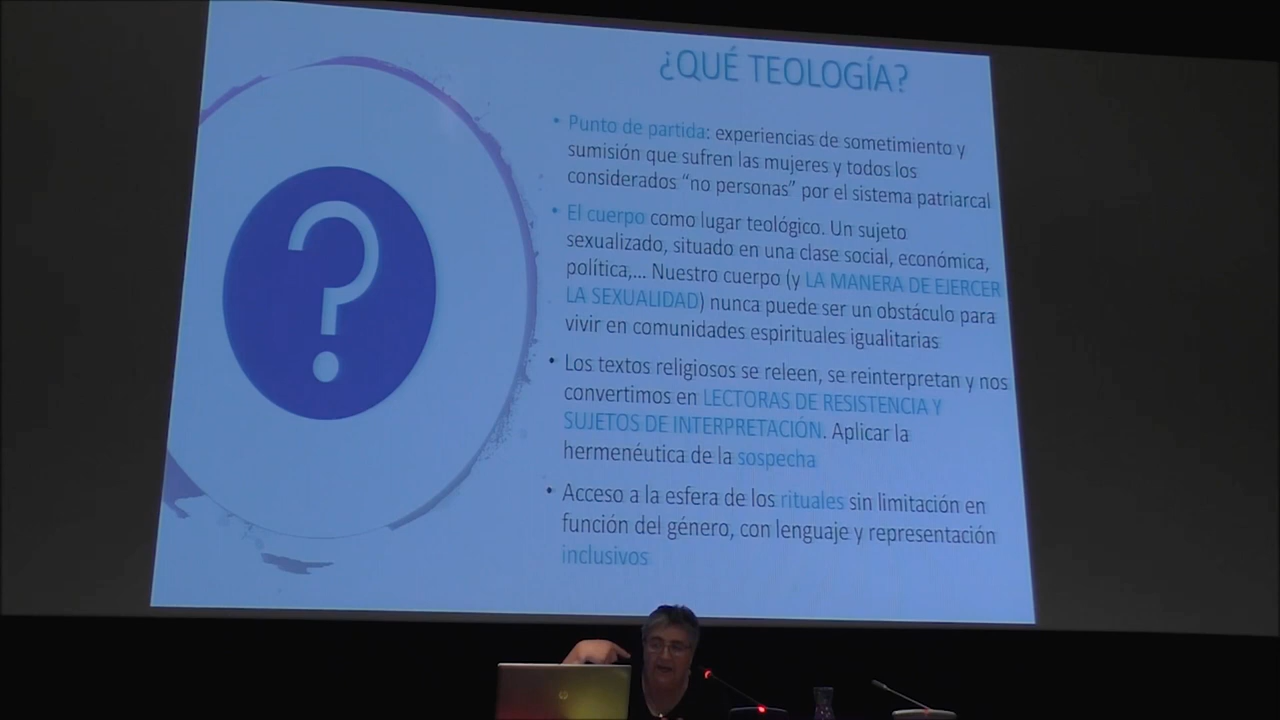 ¿QUÉ TEOLOGÍA?
• Punto de partida: experiencias de sometimiento y
sumisión que sufren las mujeres y todos los
considerados “no personas” por el sistema patriarcal
• El cuerpo como lugar teológico. Un sujeto
sexualizado, situado en una clase social, económica,
política,... Nuestro cuerpo (y LA MANERA DE EJERCER
LA SEXUALIDAD) nunca puede ser un obstáculo para
vivir en comunidades espirituales igualitarias
• Los textos religiosos se releen, se reinterpretan y nos
convertimos en LECTORAS DE RESISTENCIA Y
SUJETOS DE INTERPRETACIÓN. Aplicar la
hermenéutica de la sospecha
• Acceso a la esfera de los rituales sin limitación en
función del género, con lenguaje y representación
inclusivos
?
hp